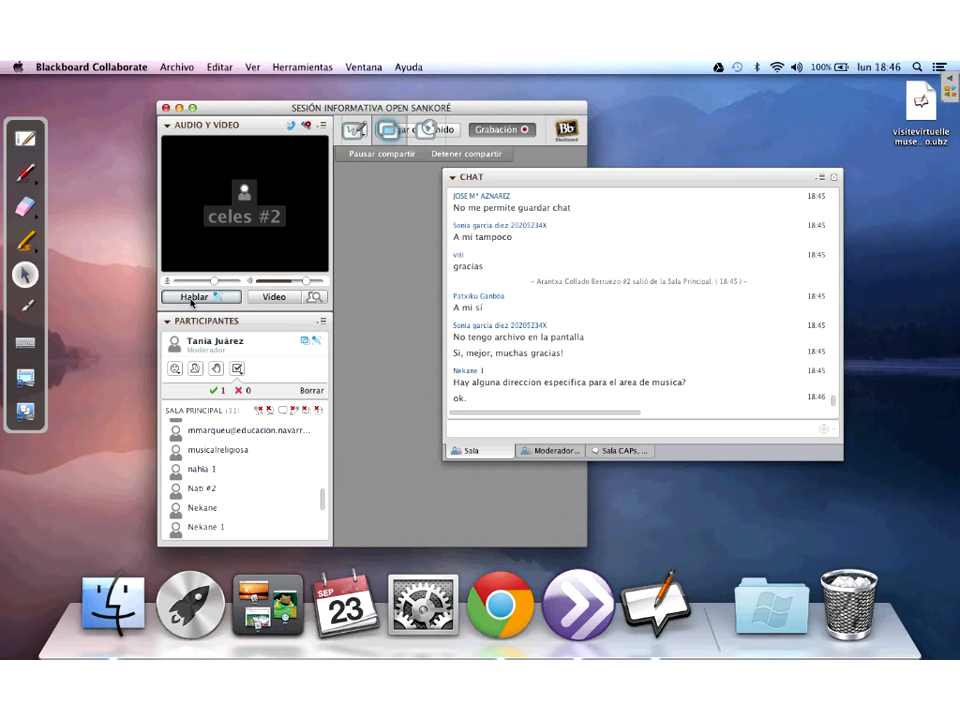 Blackboard Collaborate Archivo Editar Ver Herramientas Ventana Ayuda
100% lun 18:46
visitevirtuelle
muse...o.ubz
SESIÓN INFORMATIVA OPEN SANKORÉ
AUDIO Y VÍDEO
Grabación
Bb
Blackboard
Pausar compartir Detener compartir
celes #2
Hablar Vídeo
PARTICIPANTES
Tania Juárez
Moderador
1 0 Borrar
SALA PRINCIPAL (31)
mmarqueu@educacion.navarr...
musicalreligiosa
nahia 1
Nati #2
Nekane
Nekane 1
CHAT
JOSE Mª AZNAREZ 18:45
No me permite guardar chat
Sonia garcia diez 20205234X 18:45
A mí tampoco
visi 18:45
gracias
~ Arantxa Collado Berruezo #2 salió de la Sala Principal. ( 18:45 ) ~
Patxiku Ganboa 18:45
A mi sí
Sonia garcia diez 20205234X 18:45
No tengo archivo en la pantalla
Si, mejor, muchas gracias! 18:45
Nekane 1 18:45
Hay alguna direccion especifica para el area de musica?
ok. 18:46
Sala Moderador... Sala CAPs, ...
SEP
23